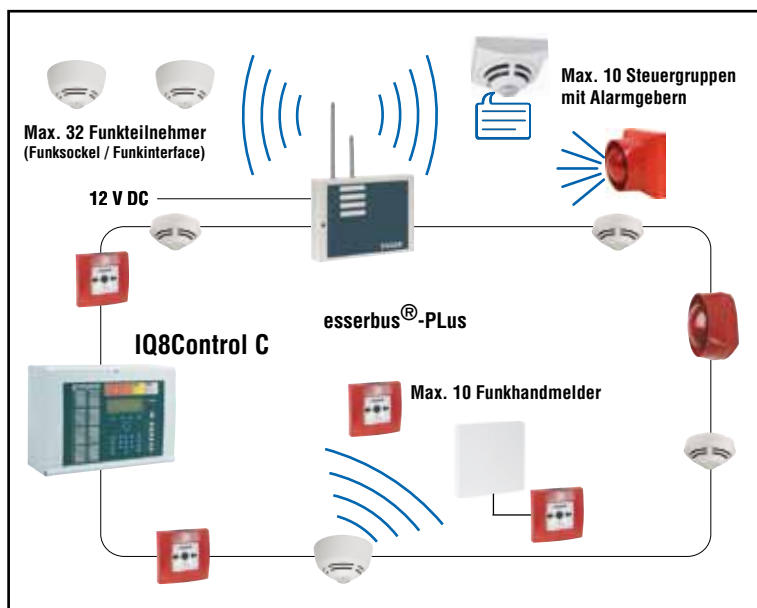 Max. 10 Steuergruppen
mit Alarmgebern
Max. 32 Funkteilnehmer
(Funksockel / Funkinterface)
12 V DC
esserbus®-PLus
IQ8Control C
Max. 10 Funkhandmelder